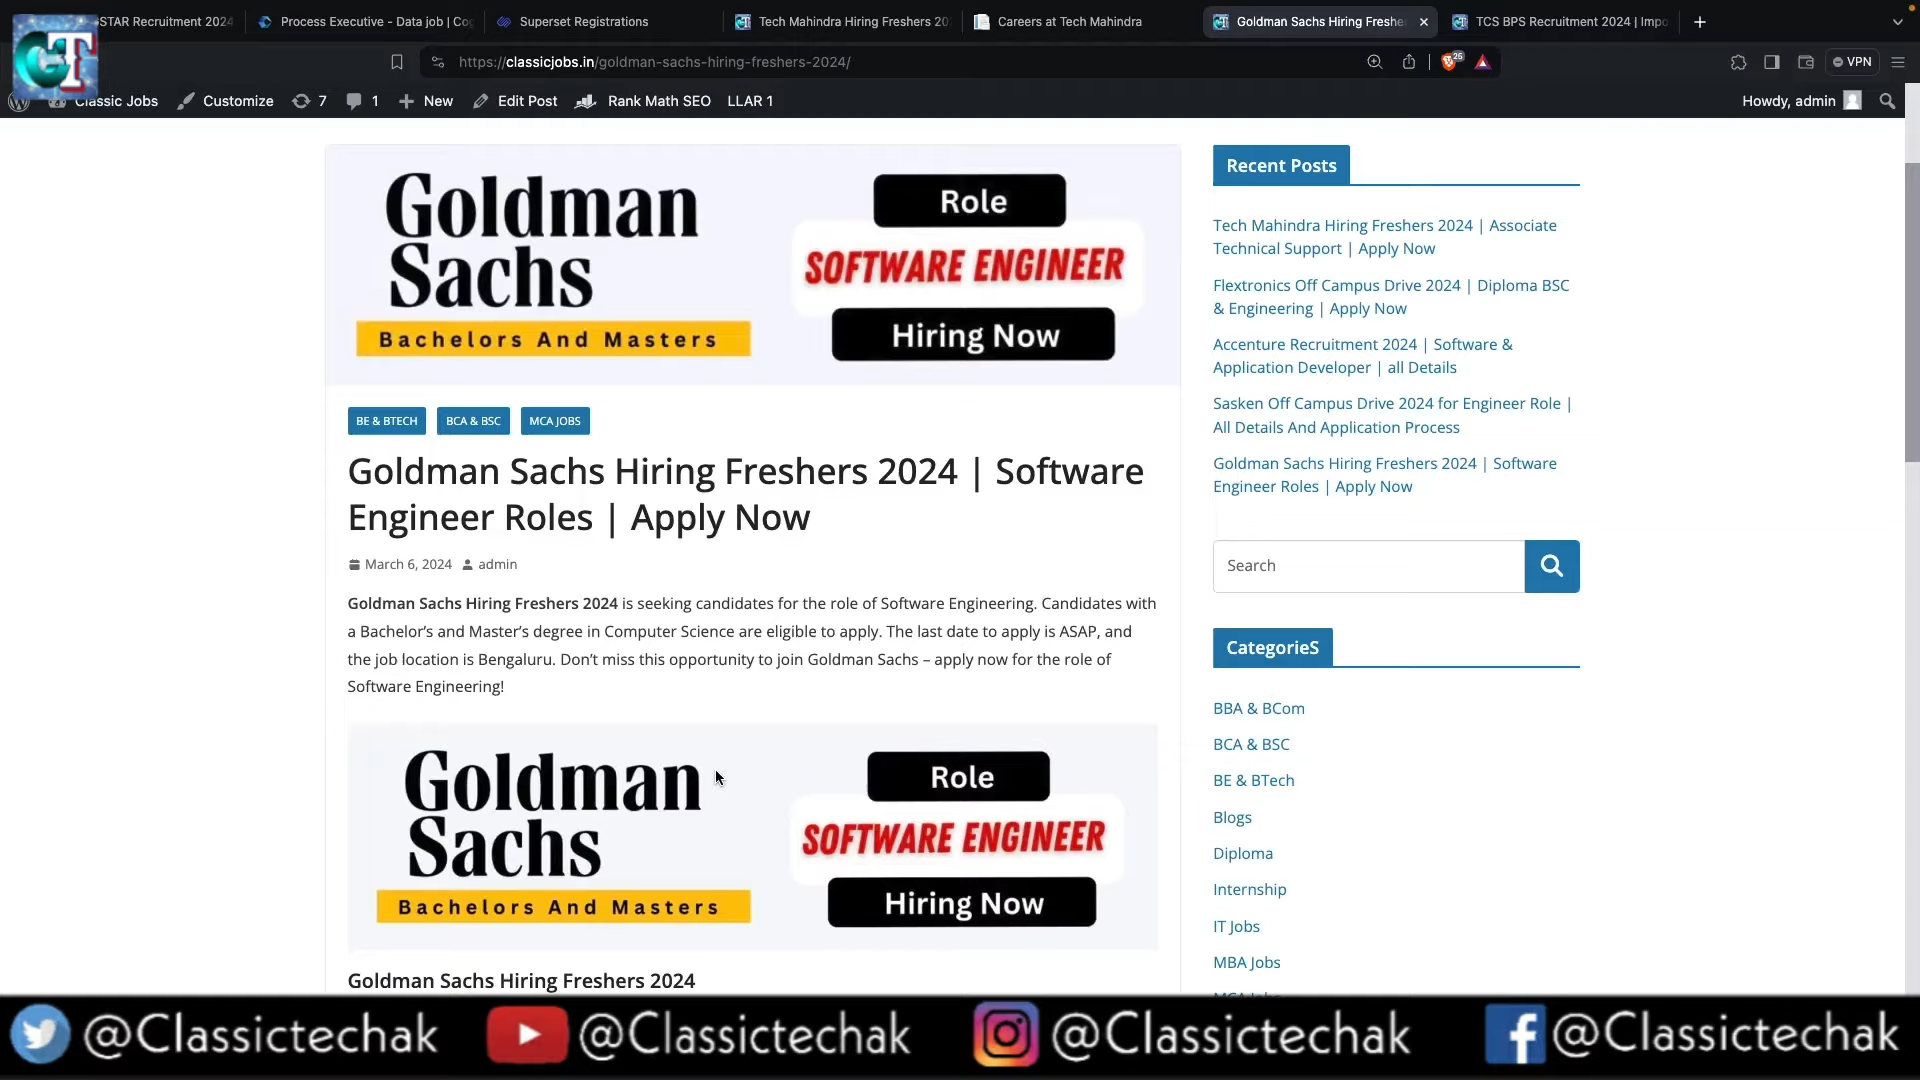 STAR Recruitment 2024
Process Executive - Data job | Cog
Superset Registrations
Tech Mahindra Hiring Freshers 20
Careers at Tech Mahindra
Goldman Sachs Hiring Freshe
TCS BPS Recruitment 2024 | Impo
https://classicjobs.in/goldman-sachs-hiring-freshers-2024/
26
VPN
CT
Classic Jobs
Customize
7
1
New
Edit Post
Rank Math SEO
LLAR 1
Howdy, admin
Goldman
Sachs
Bachelors And Masters
Role
SOFTWARE ENGINEER
Hiring Now
BE & BTECH
BCA & BSC
MCA JOBS
Goldman Sachs Hiring Freshers 2024 | Software
Engineer Roles | Apply Now
March 6, 2024
admin
Goldman Sachs Hiring Freshers 2024 is seeking candidates for the role of Software Engineering. Candidates with
a Bachelor’s and Master’s degree in Computer Science are eligible to apply. The last date to apply is ASAP, and
the job location is Bengaluru. Don’t miss this opportunity to join Goldman Sachs – apply now for the role of
Software Engineering!
Goldman
Sachs
Bachelors And Masters
Role
SOFTWARE ENGINEER
Hiring Now
Goldman Sachs Hiring Freshers 2024
Recent Posts
Tech Mahindra Hiring Freshers 2024 | Associate
Technical Support | Apply Now
Flextronics Off Campus Drive 2024 | Diploma BSC
& Engineering | Apply Now
Accenture Recruitment 2024 | Software &
Application Developer | all Details
Sasken Off Campus Drive 2024 for Engineer Role |
All Details And Application Process
Goldman Sachs Hiring Freshers 2024 | Software
Engineer Roles | Apply Now
Search
CategorieS
BBA & BCom
BCA & BSC
BE & BTech
Blogs
Diploma
Internship
IT Jobs
MBA Jobs
@Classictechak
@Classictechak
@Classictechak
@Classictechak